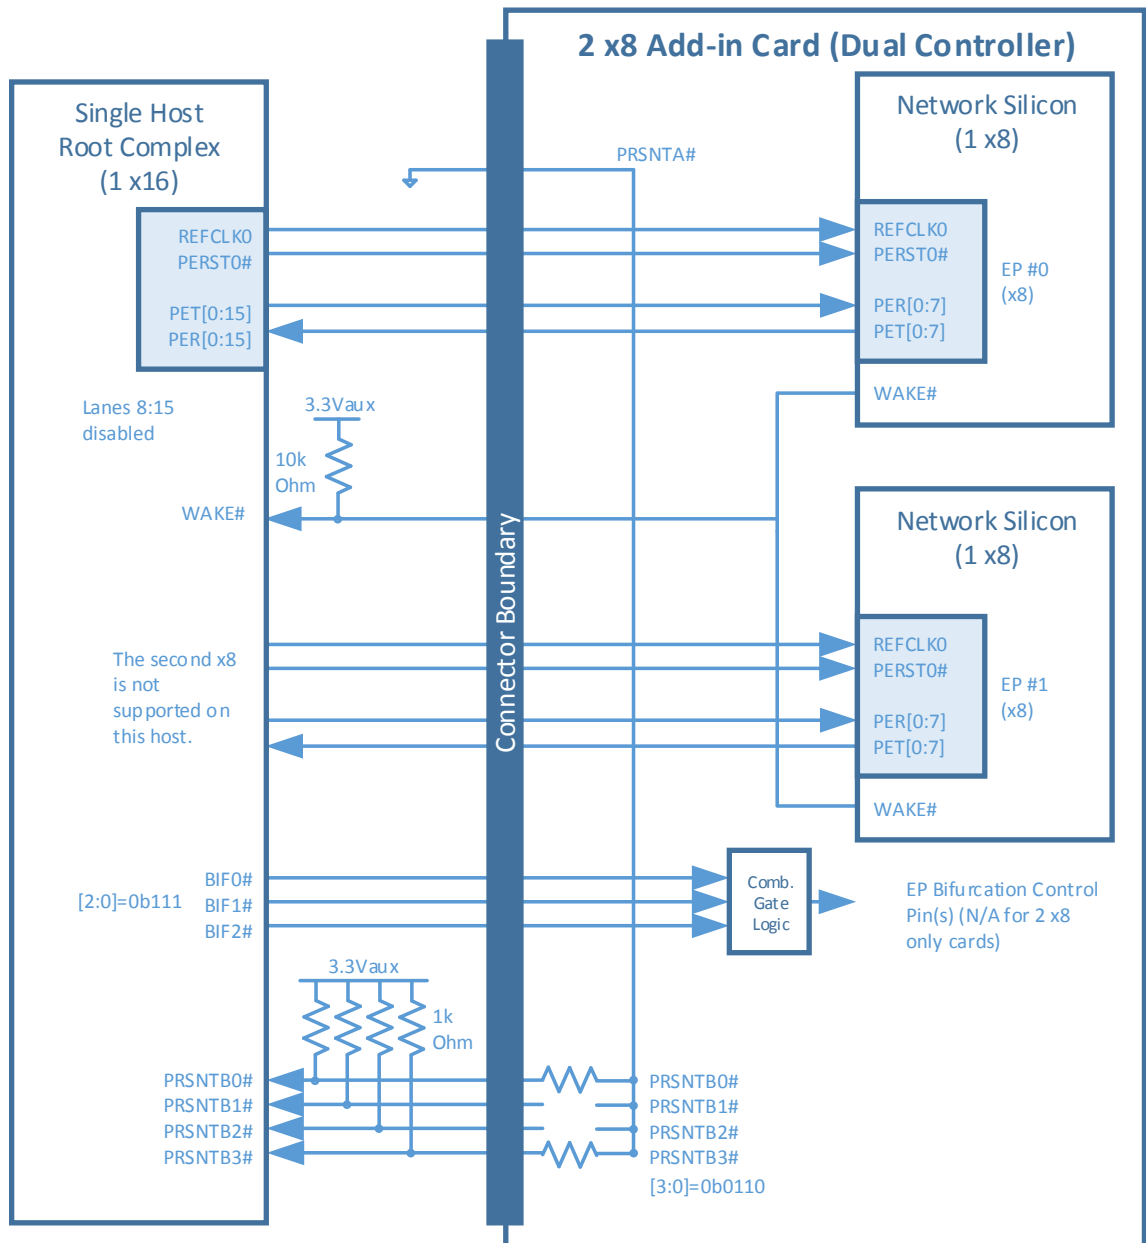 2 x8 Add-in Card (Dual Controller)
Single Host
Root Complex
(1 x16)
REFCLK0
PERST0#
PET[0:15]
PER[0:15]
Lanes 8:15
disabled
3.3Vaux
10k
Ohm
WAKE#
The second x8
is not
supported on
this host.
BIF0#
[2:0]=0b111
BIF1#
BIF2#
3.3Vaux
1k
Ohm
PRSNTB0#
PRSNTB1#
PRSNTB2#
PRSNTB3#
Connector Boundary
PRSNTA#
Network Silicon
(1 x8)
REFCLK0
PERST0#
EP #0
(x8)
PER[0:7]
PET[0:7]
WAKE#
Network Silicon
(1 x8)
REFCLK0
PERST0#
EP #1
(x8)
PER[0:7]
PET[0:7]
WAKE#
Comb.
Gate
Logic
EP Bifurcation Control
Pin(s) (N/A for 2 x8
only cards)
PRSNTB0#
PRSNTB1#
PRSNTB2#
PRSNTB3#
[3:0]=0b0110